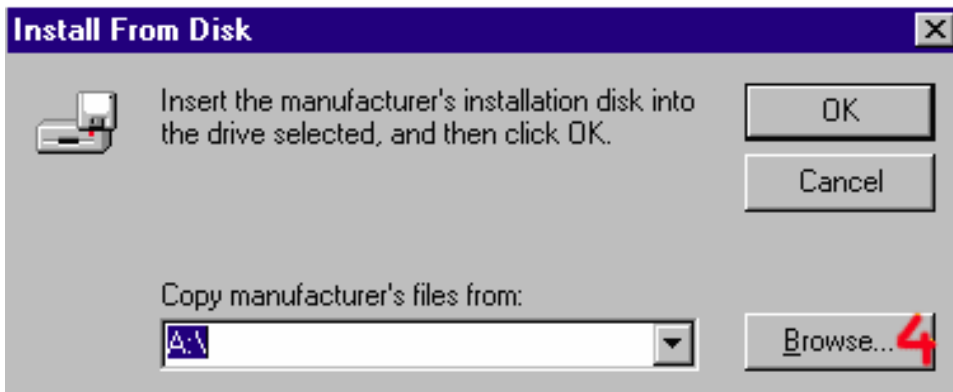 Install From Disk
Insert the manufacturer's installation disk into
the drive selected, and then click OK.
OK
Cancel
Copy manufacturer's files from:
A:\
Browse...4